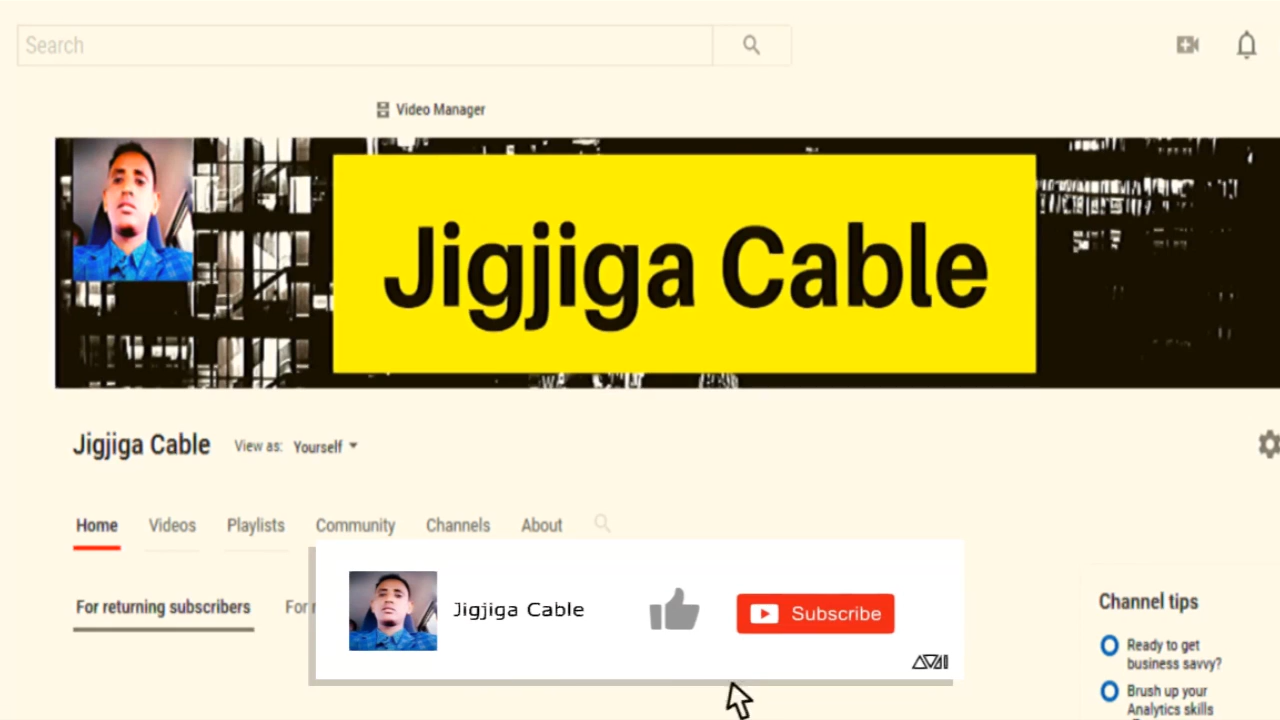 Search
Video Manager
Jigjiga Cable
Jigjiga Cable View as: Yourself
Home Videos Playlists Community Channels About
For returning subscribers For
Jigjiga Cable Subscribe
Channel tips
Ready to get
business savvy?
Brush up your
Analytics skills